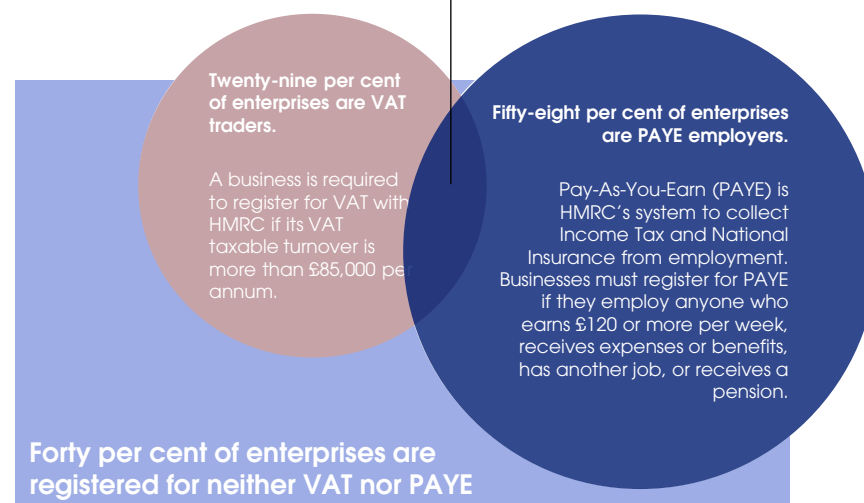 Twenty-nine per cent
of enterprises are VAT
traders.
A business is required
to register for VAT with
HMRC if its VAT
taxable turnover is
more than £85,000 per
annum.
Fifty-eight per cent of enterprises
are PAYE employers.
Pay-As-You-Earn (PAYE) is
HMRC’s system to collect
Income Tax and National
Insurance from employment.
Businesses must register for PAYE
if they employ anyone who
earns £120 or more per week,
receives expenses or benefits,
has another job, or receives a
pension.
Forty per cent of enterprises are
registered for neither VAT nor PAYE